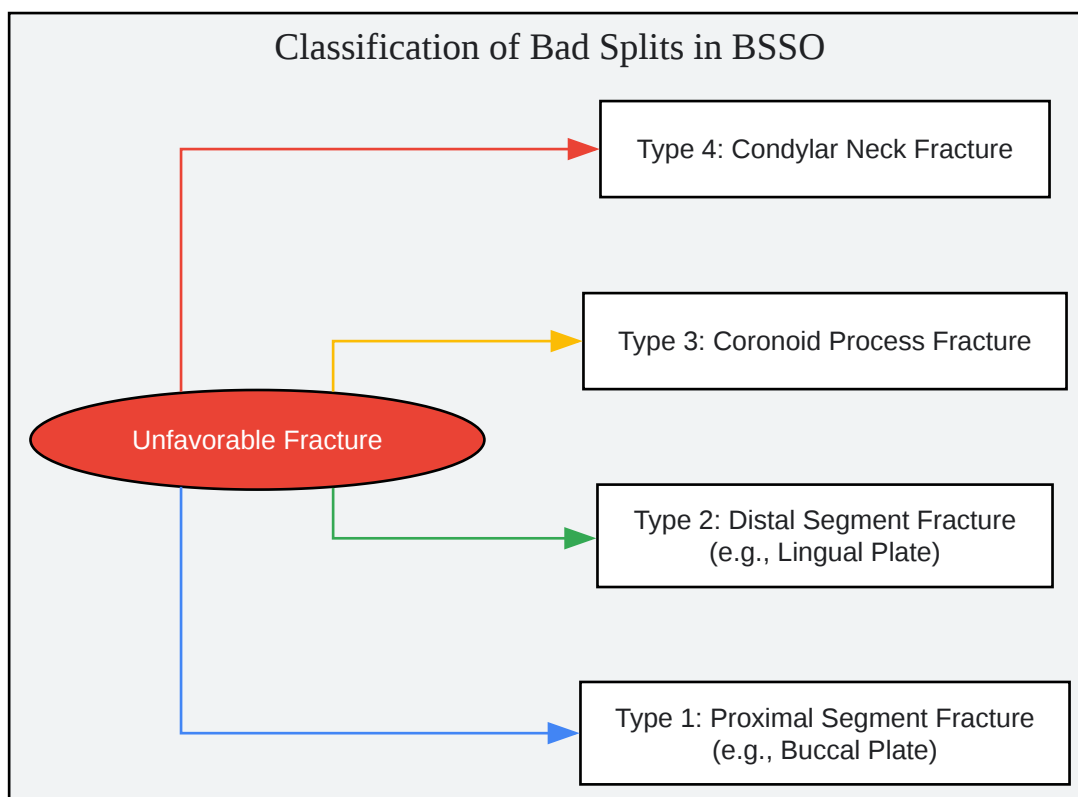 Classification of Bad Splits in BSSO
Type 4: Condylar Neck Fracture
Type 3: Coronoid Process Fracture
Unfavorable Fracture
Type 2: Distal Segment Fracture
(e.g., Lingual Plate)
Type 1: Proximal Segment Fracture
(e.g., Buccal Plate)